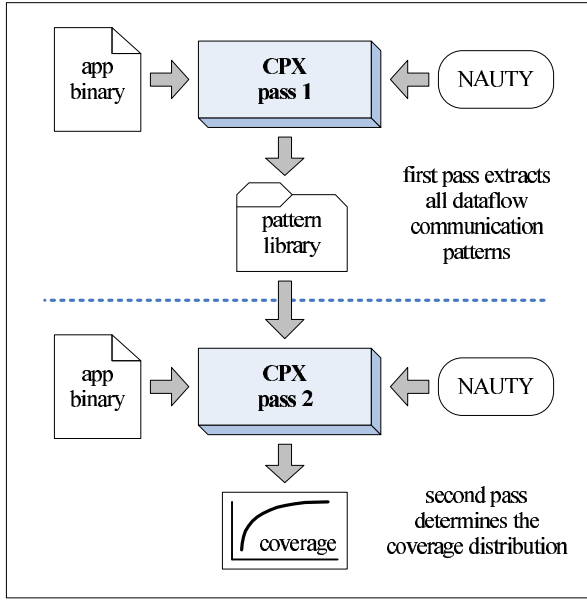 app
binary
CPX
pass 1
NAUTY
pattern
library
first pass extracts
all dataflow
communication
patterns
app
binary
CPX
pass 2
NAUTY
coverage
second pass
determines the
coverage distribution